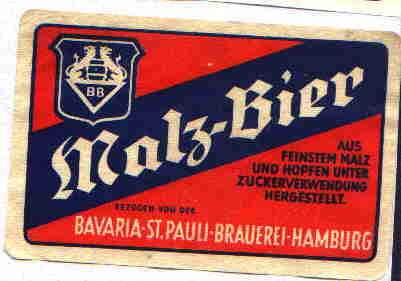 BB
Malz-Bier
AUS
FEINSTEM MALZ
UND HOPFEN UNTER
ZUCKERVERWENDUNG
HERGESTELLT.
BEZOGEN VON DER
BAVARIA-ST. PAULI-BRAUEREI-HAMBURG